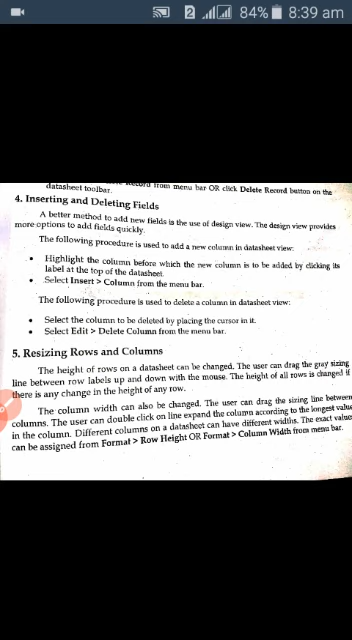 2 84% 8:39 am
Record from menu bar OR click Delete Record button on the
datasheet toolbar.
4. Inserting and Deleting Fields
A better method to add new fields is the use of design view. The design view provides
more options to add fields quickly.
The following procedure is used to add a new column in datasheet view:
• Highlight the column before which the new column is to be added by clicking its
label at the top of the datasheet.
• Select Insert > Column from the menu bar.
The following procedure is used to delete a column in datasheet view:
• Select the column to be deleted by placing the cursor in it.
• Select Edit > Delete Column from the menu bar.
5. Resizing Rows and Columns
The height of rows on a datasheet can be changed. The user can drag the gray sizing
line between row labels up and down with the mouse. The height of all rows is changed if
there is any change in the height of any row.
The column width can also be changed. The user can drag the sizing line between
columns. The user can double click on line expand the column according to the longest value
in the column. Different columns on a datasheet can have different widths. The exact values
can be assigned from Format > Row Height OR Format > Column Width from menu bar.